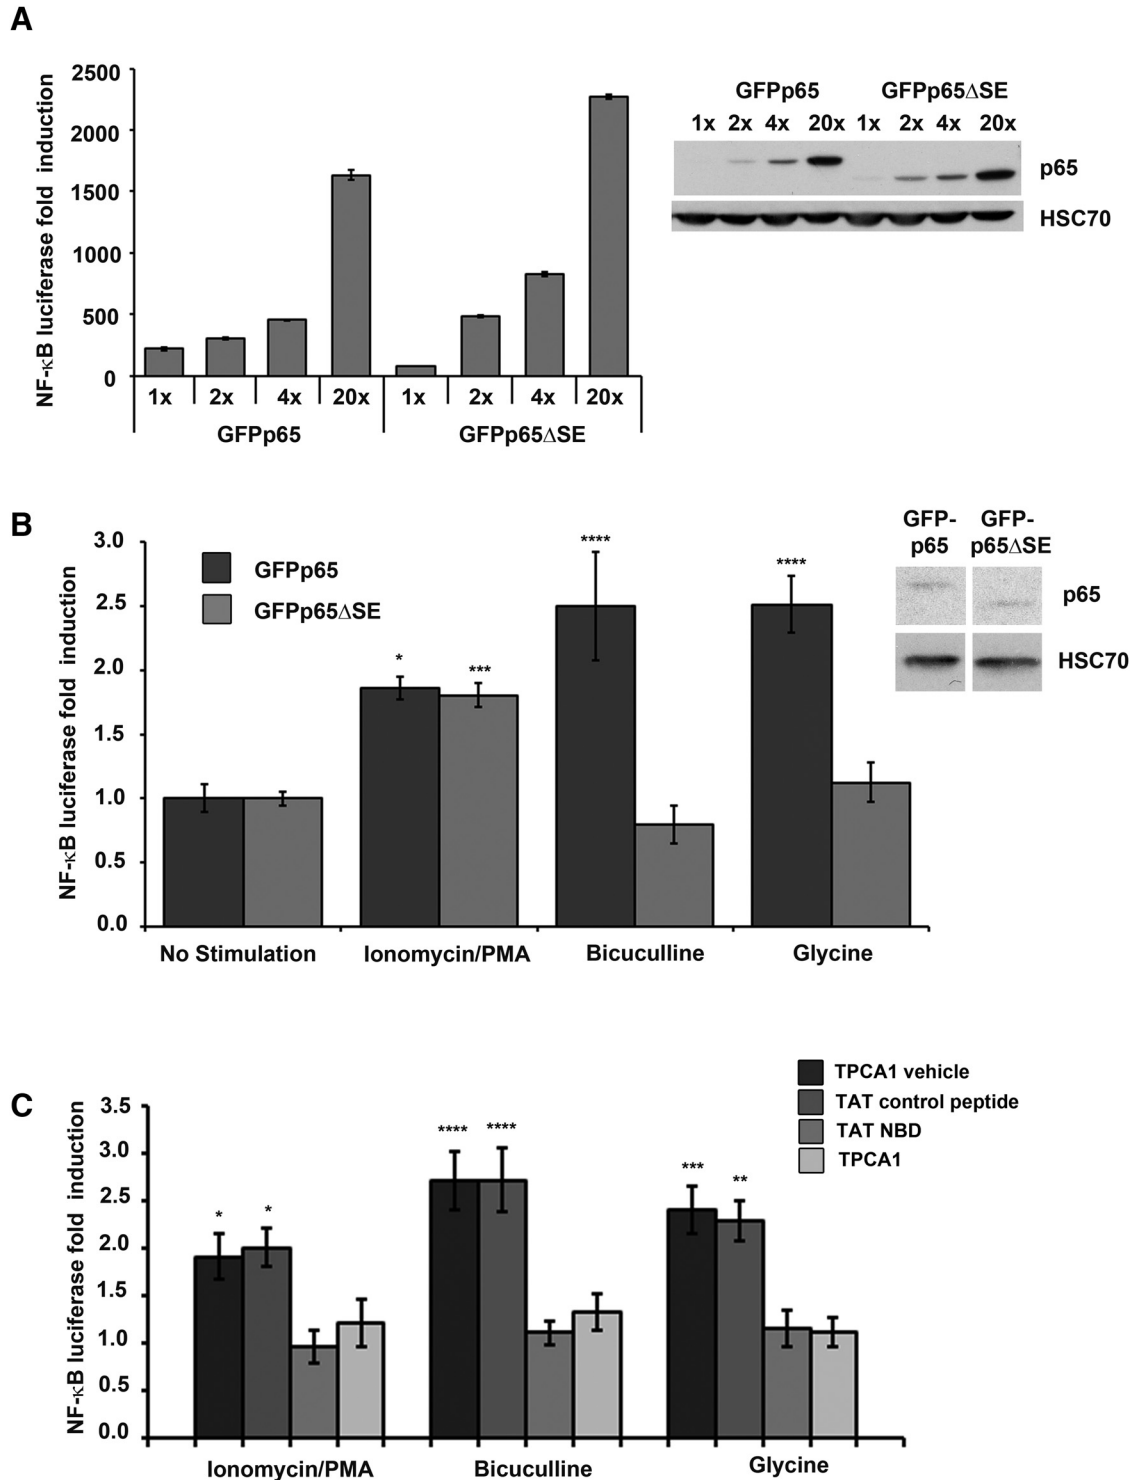 A
NF-κB luciferase fold induction
2500
2000
1500
1000
500
0
1x 2x 4x 20x 1x 2x 4x 20x
GFPp65 GFPp65ΔSE
GFPp65 GFPp65ΔSE
1x 2x 4x 20x 1x 2x 4x 20x
p65
HSC70
B
NF-κB luciferase fold induction
3.0
2.5
2.0
1.5
1.0
0.5
0.0
GFPp65
GFPp65ΔSE
* *** **** ****
No Stimulation Ionomycin/PMA Bicuculline Glycine
GFP-
p65
GFP-
p65ΔSE
p65
HSC70
C
NF-κB luciferase fold induction
3.5
3.0
2.5
2.0
1.5
1.0
0.5
0.0
TPCA1 vehicle
TAT control peptide
TAT NBD
TPCA1
* * **** **** *** **
Ionomycin/PMA Bicuculline Glycine